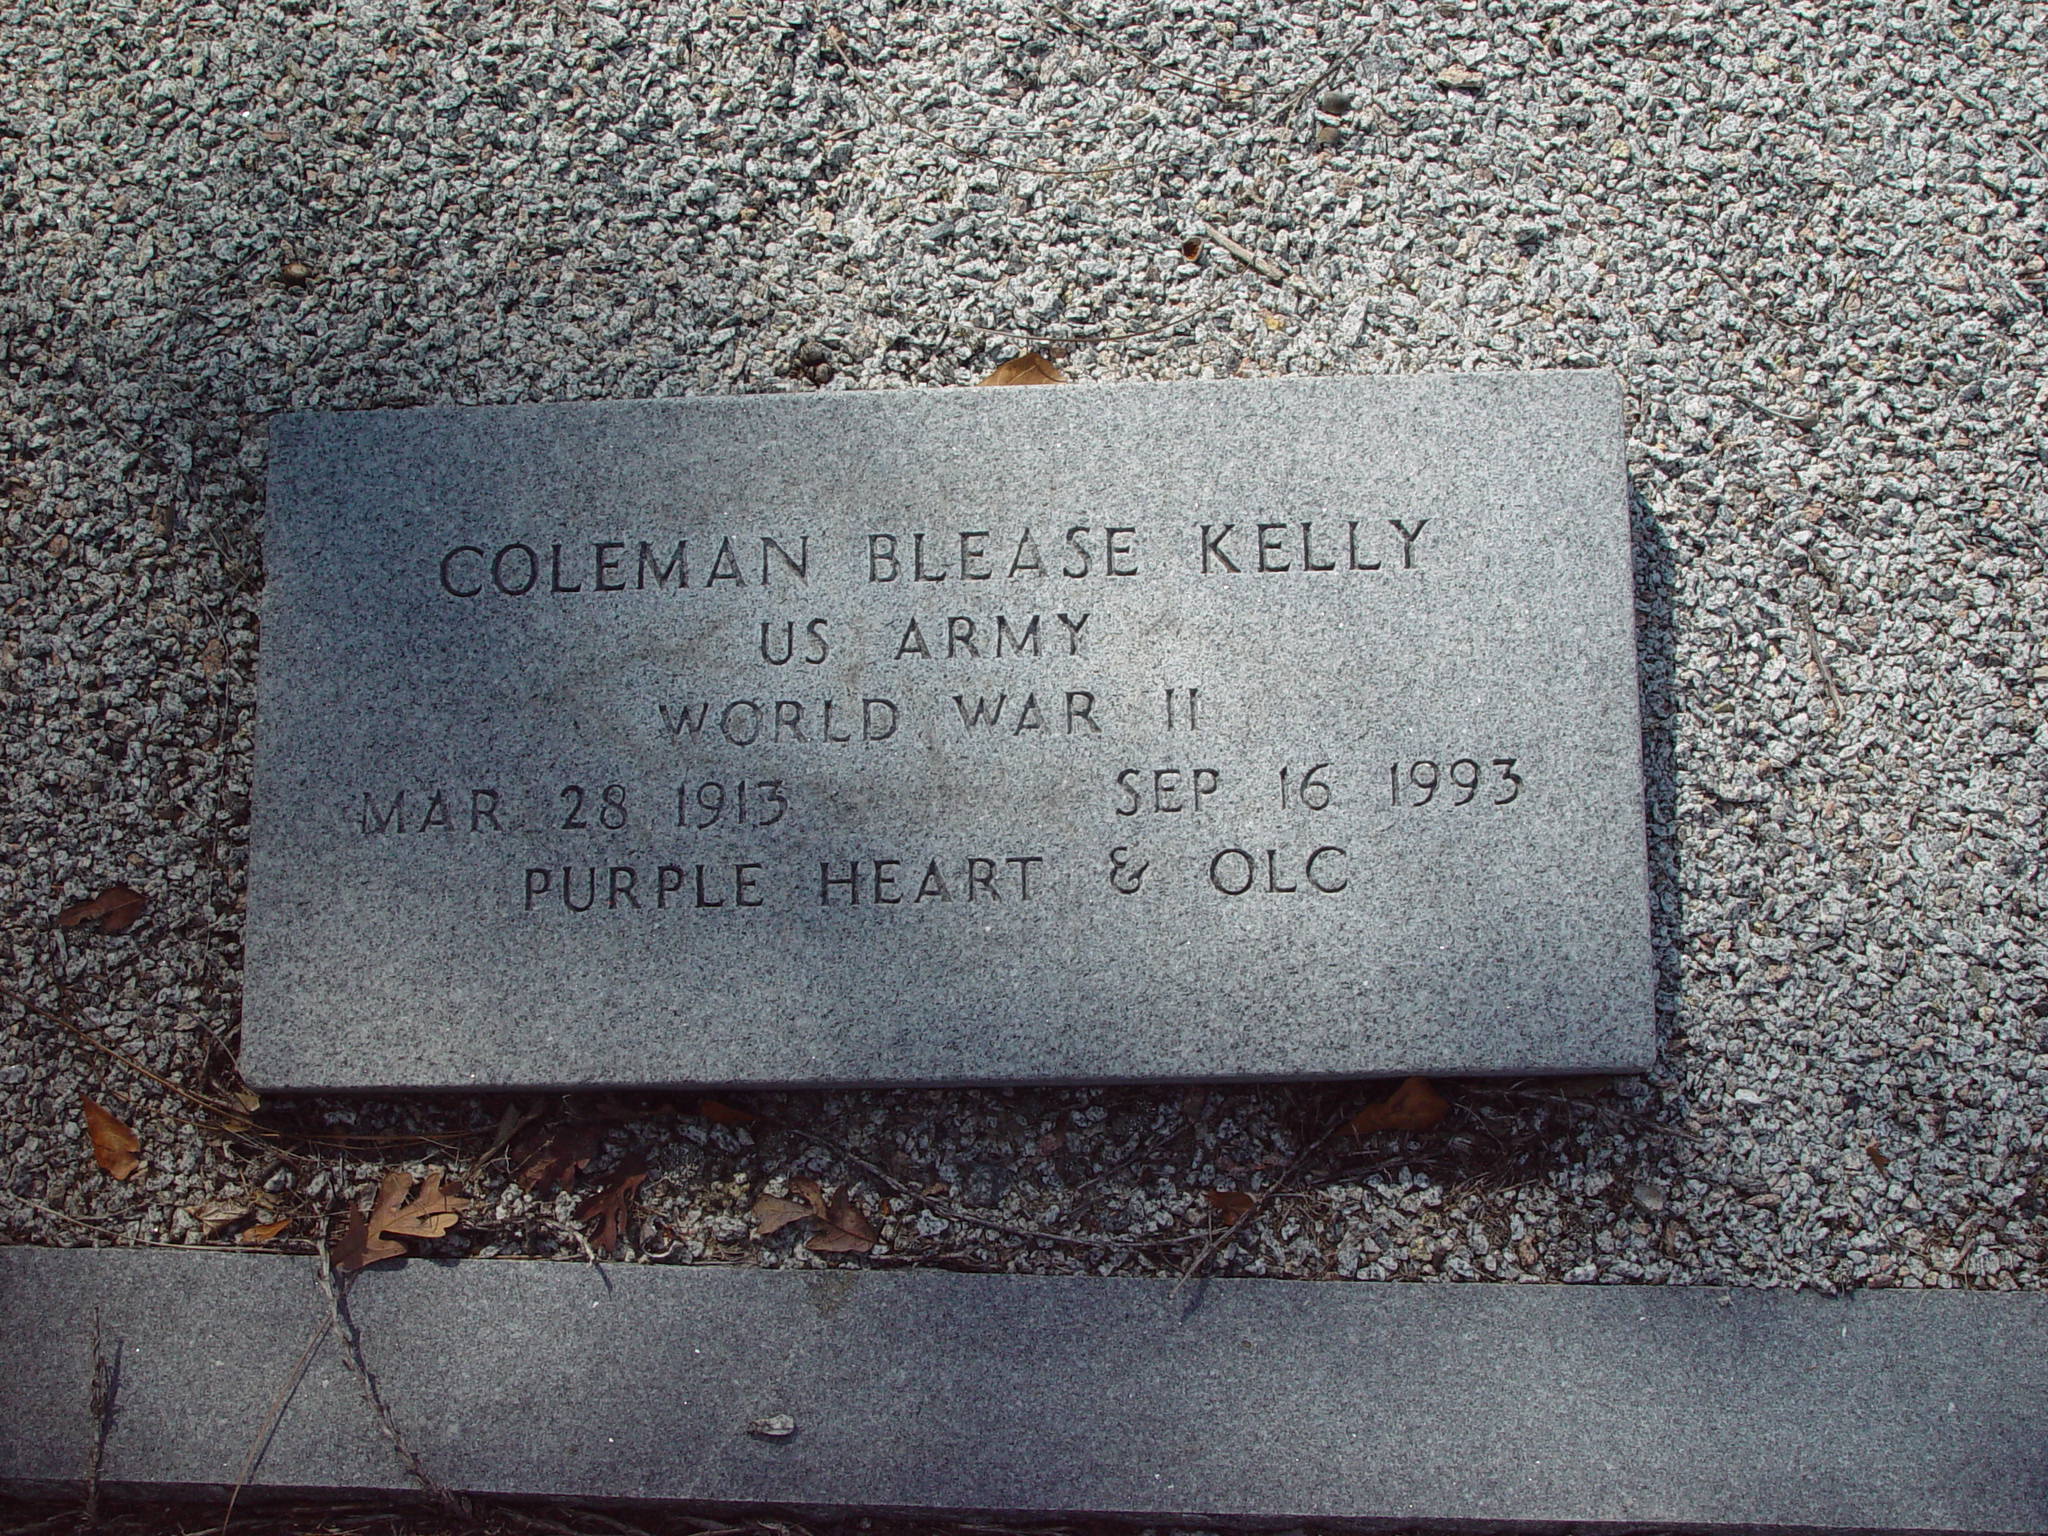 COLEMAN BLEASE KELLY
US ARMY
WORLD WAR II
MAR 28 1913 SEP 16 1993
PURPLE HEART & OLC